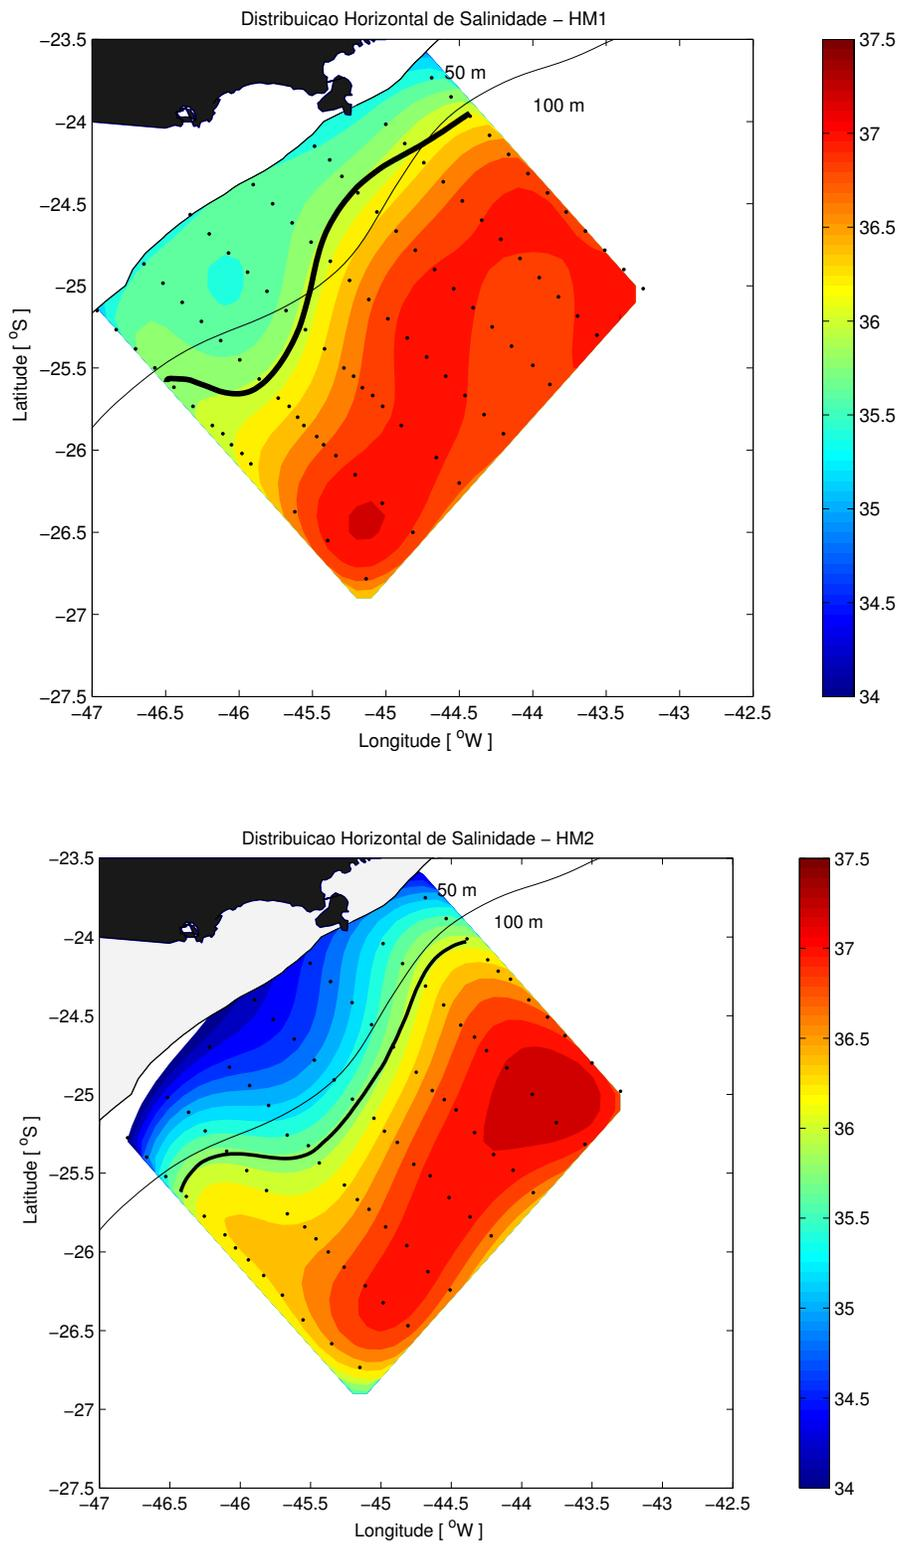 Distribuicao Horizontal de Salinidade − HM1
50 m
100 m
−23.5
−24
−24.5
−25
−25.5
−26
−26.5
−27
−27.5
Latitude [ oS ]
−47 −46.5 −46 −45.5 −45 −44.5 −44 −43.5 −43 −42.5
Longitude [ oW ]
37.5
37
36.5
36
35.5
35
34.5
34
Distribuicao Horizontal de Salinidade − HM2
50 m
100 m
−23.5
−24
−24.5
−25
−25.5
−26
−26.5
−27
−27.5
Latitude [ oS ]
−47 −46.5 −46 −45.5 −45 −44.5 −44 −43.5 −43 −42.5
Longitude [ oW ]
37.5
37
36.5
36
35.5
35
34.5
34